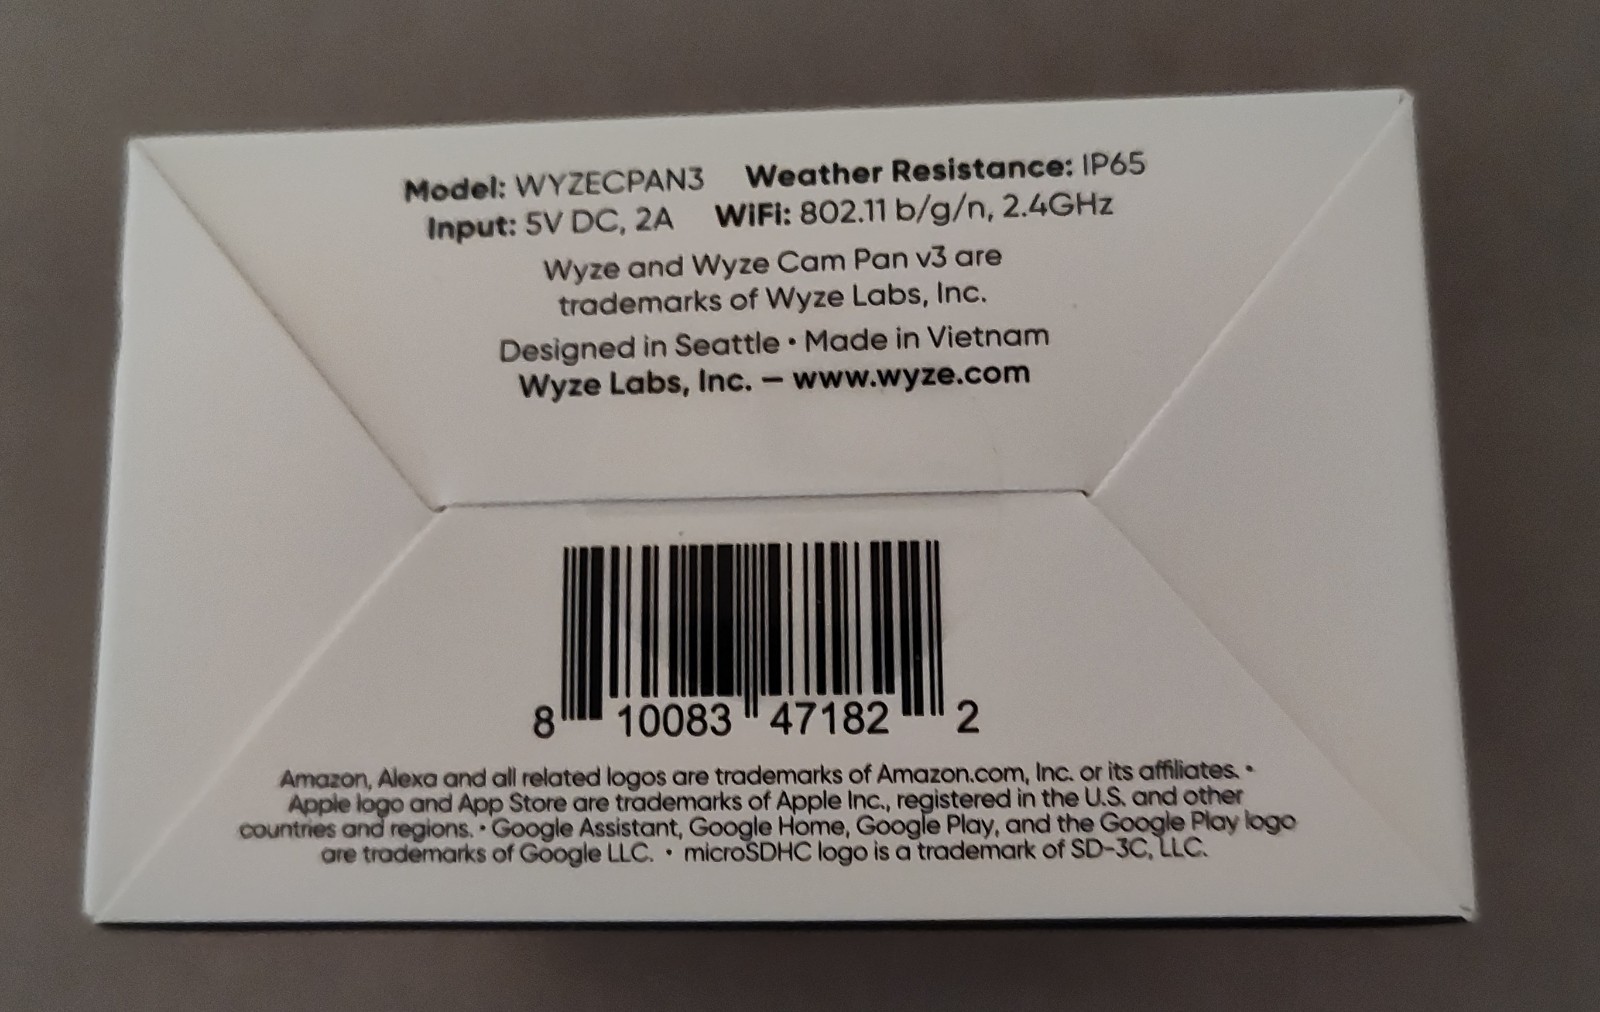 Model: WYZECPAN3 Weather Resistance: IP65
Input: 5V DC, 2A WiFi: 802.11 b/g/n, 2.4GHz
Wyze and Wyze Cam Pan v3 are
trademarks of Wyze Labs, Inc.
Designed in Seattle • Made in Vietnam
Wyze Labs, Inc. – www.wyze.com
8 10083 47182 2
Amazon, Alexa and all related logos are trademarks of Amazon.com, Inc. or its affiliates. •
Apple logo and App Store are trademarks of Apple Inc., registered in the U.S. and other
countries and regions. • Google Assistant, Google Home, Google Play, and the Google Play logo
are trademarks of Google LLC. • microSDHC logo is a trademark of SD-3C, LLC.